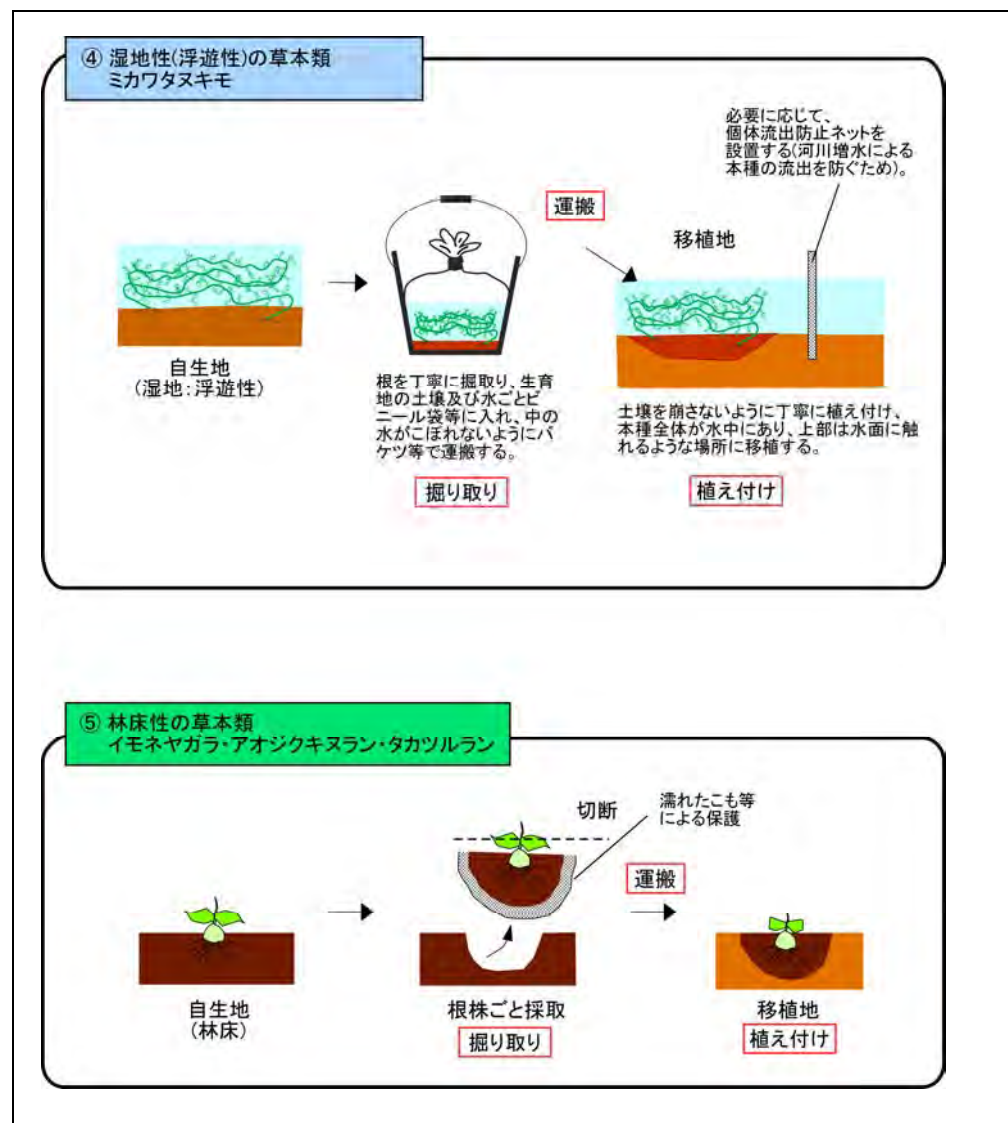 ④ 湿地性(浮遊性)の草本類
ミカワタヌキモ
必要に応じて、
個体流出防止ネットを
設置する(河川増水による
本種の流出を防ぐため)。
運搬
移植地
自生地
(湿地:浮遊性)
根を丁寧に掘取り、生育
地の土壌及び水ごとビ
ニール袋等に入れ、中の
水がこぼれないようにバ
ケツ等で運搬する。
掘り取り
土壌を崩さないように丁寧に植え付け、
本種全体が水中にあり、上部は水面に触
れるような場所に移植する。
植え付け
⑤ 林床性の草本類
イモネヤガラ・アオジクキヌラン・タカツルラン
切断
濡れたこも等
による保護
運搬
自生地
(林床)
根株ごと採取
掘り取り
移植地
植え付け